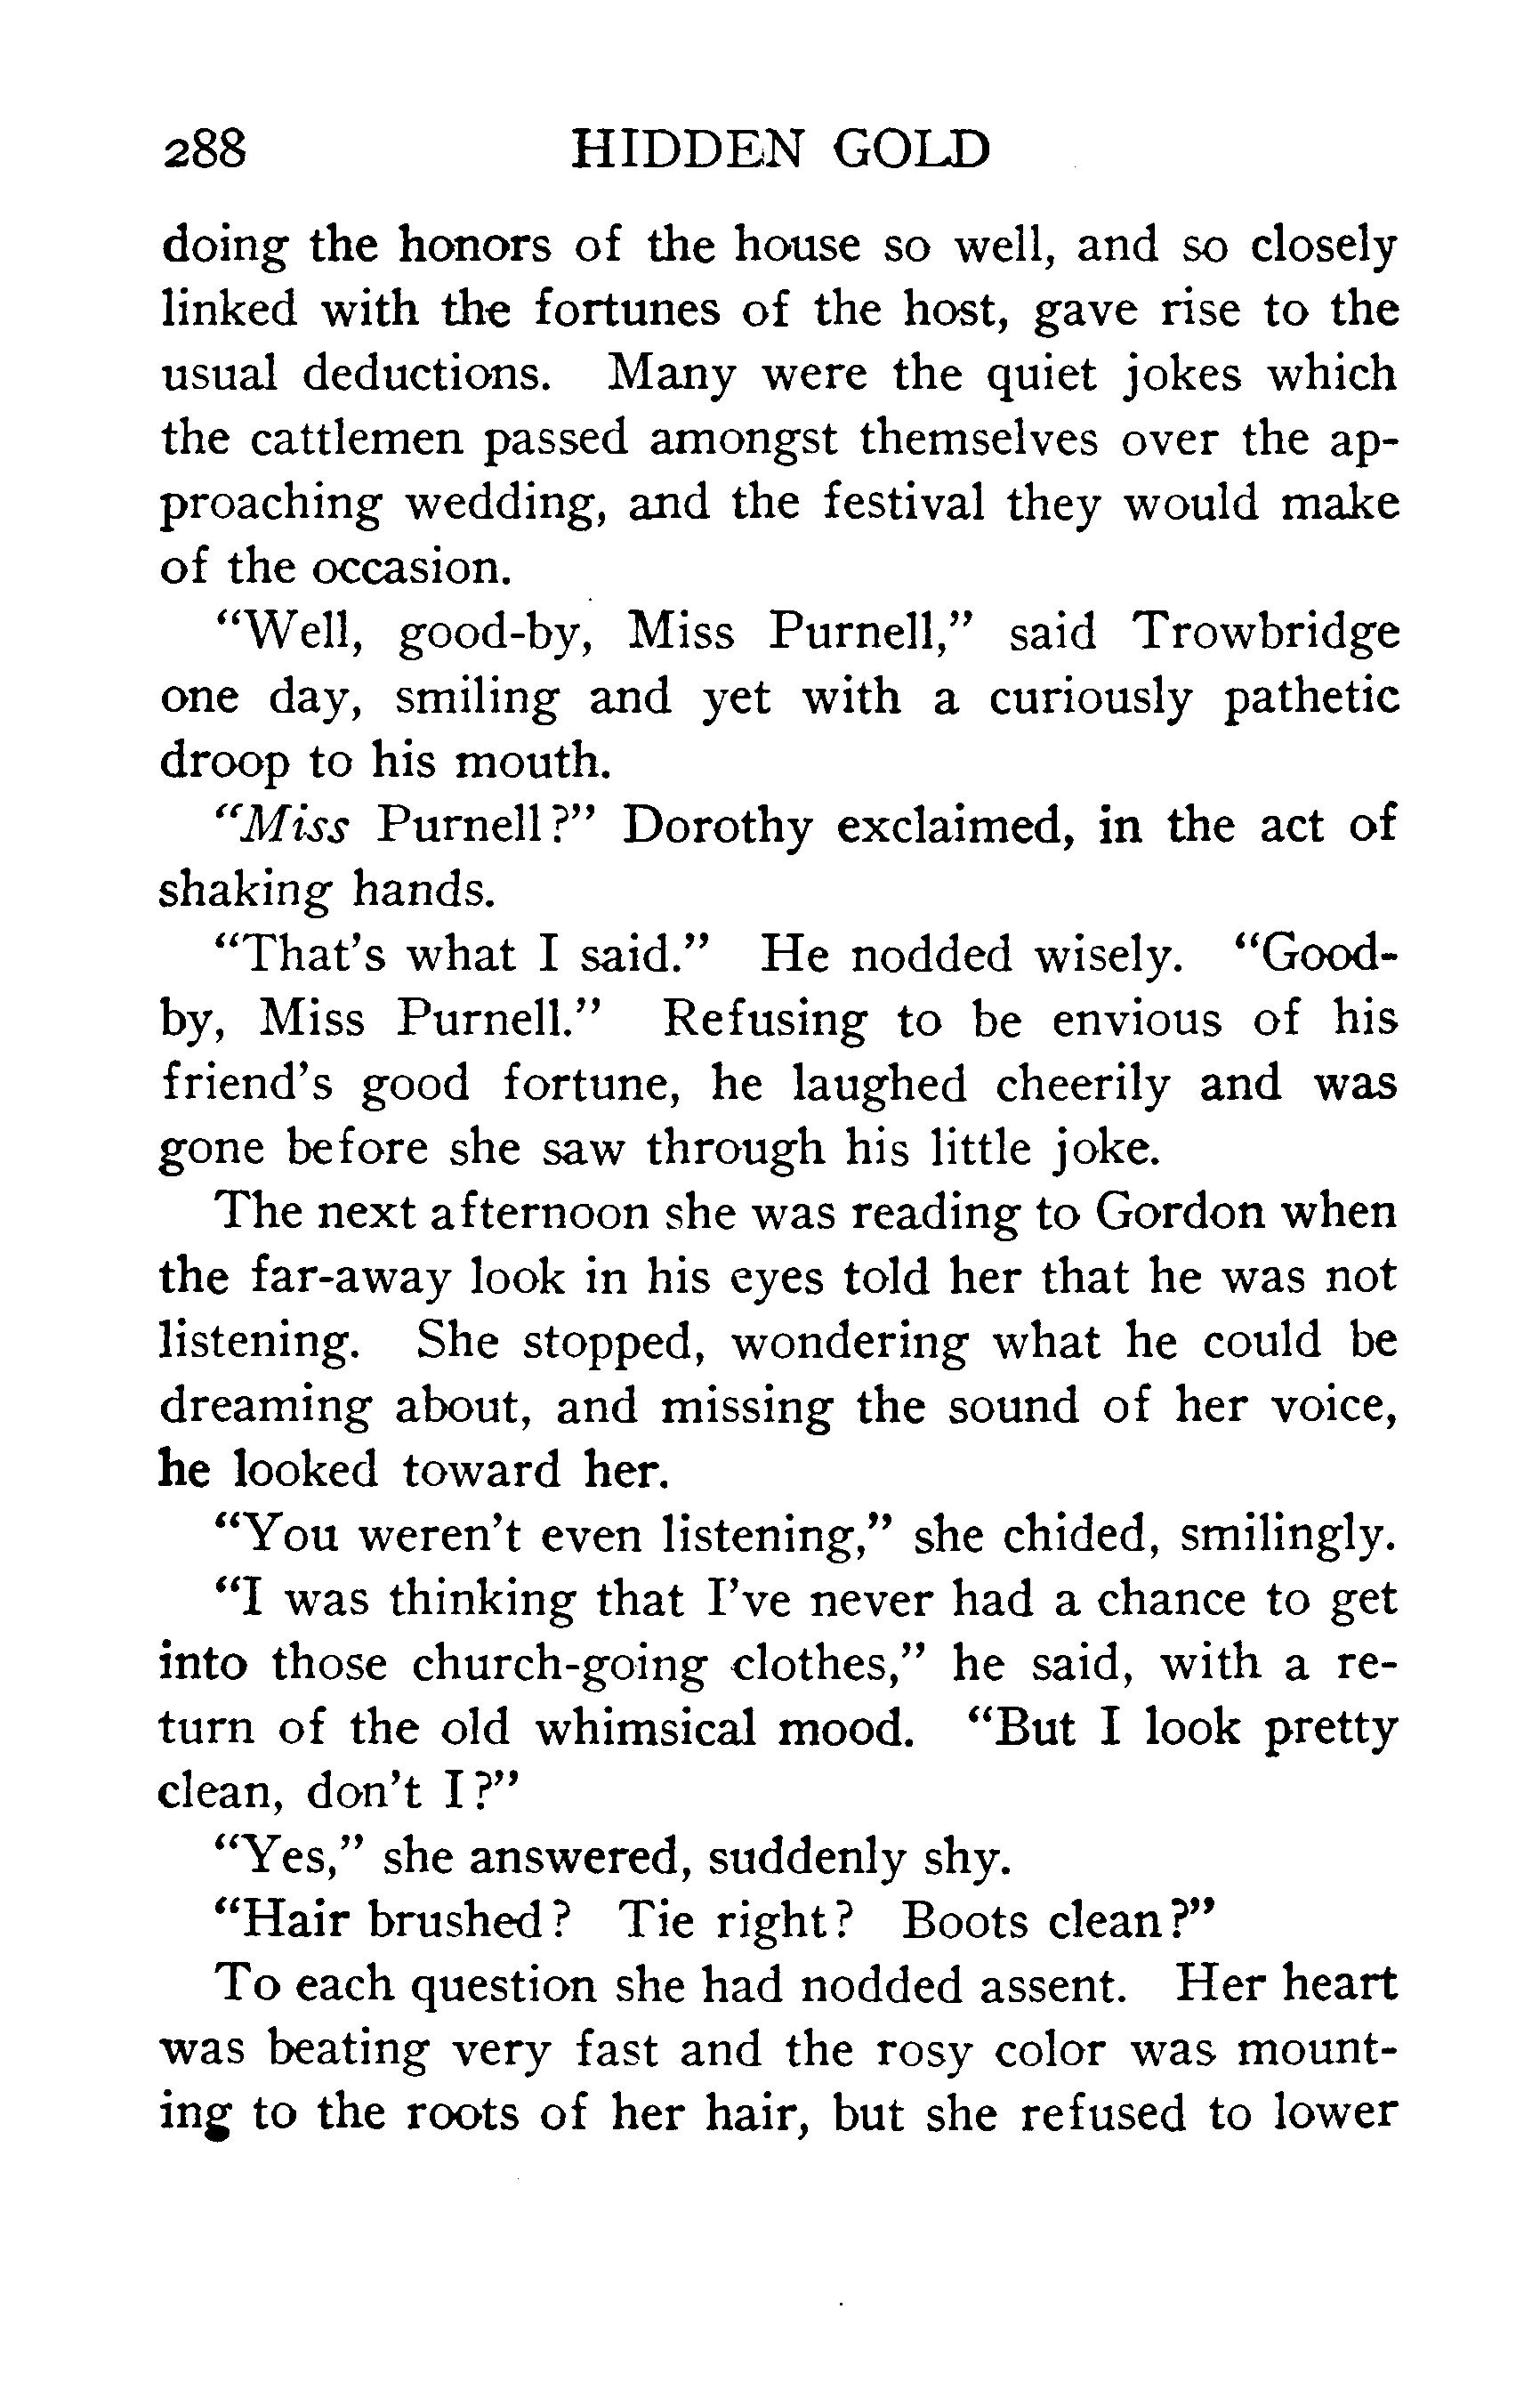 288 HIDDEN GOLD
doing the honors of the house so well, and so closely
linked with the fortunes of the host, gave rise to the
usual deductions. Many were the quiet jokes which
the cattlemen passed amongst themselves over the ap-
proaching wedding, and the festival they would make
of the occasion.
“Well, good-by, Miss Purnell,” said Trowbridge
one day, smiling and yet with a curiously pathetic
droop to his mouth.
“Miss Purnell?” Dorothy exclaimed, in the act of
shaking hands.
“That’s what I said.” He nodded wisely. “Good-
by, Miss Purnell.” Refusing to be envious of his
friend’s good fortune, he laughed cheerily and was
gone before she saw through his little joke.
The next afternoon she was reading to Gordon when
the far-away look in his eyes told her that he was not
listening. She stopped, wondering what he could be
dreaming about, and missing the sound of her voice,
he looked toward her.
“You weren’t even listening,” she chided, smilingly.
“I was thinking that I’ve never had a chance to get
into those church-going clothes,” he said, with a re-
turn of the old whimsical mood. “But I look pretty
clean, don’t I?”
“Yes,” she answered, suddenly shy.
“Hair brushed? Tie right? Boots clean?”
To each question she had nodded assent. Her heart
was beating very fast and the rosy color was mount-
ing to the roots of her hair, but she refused to lower